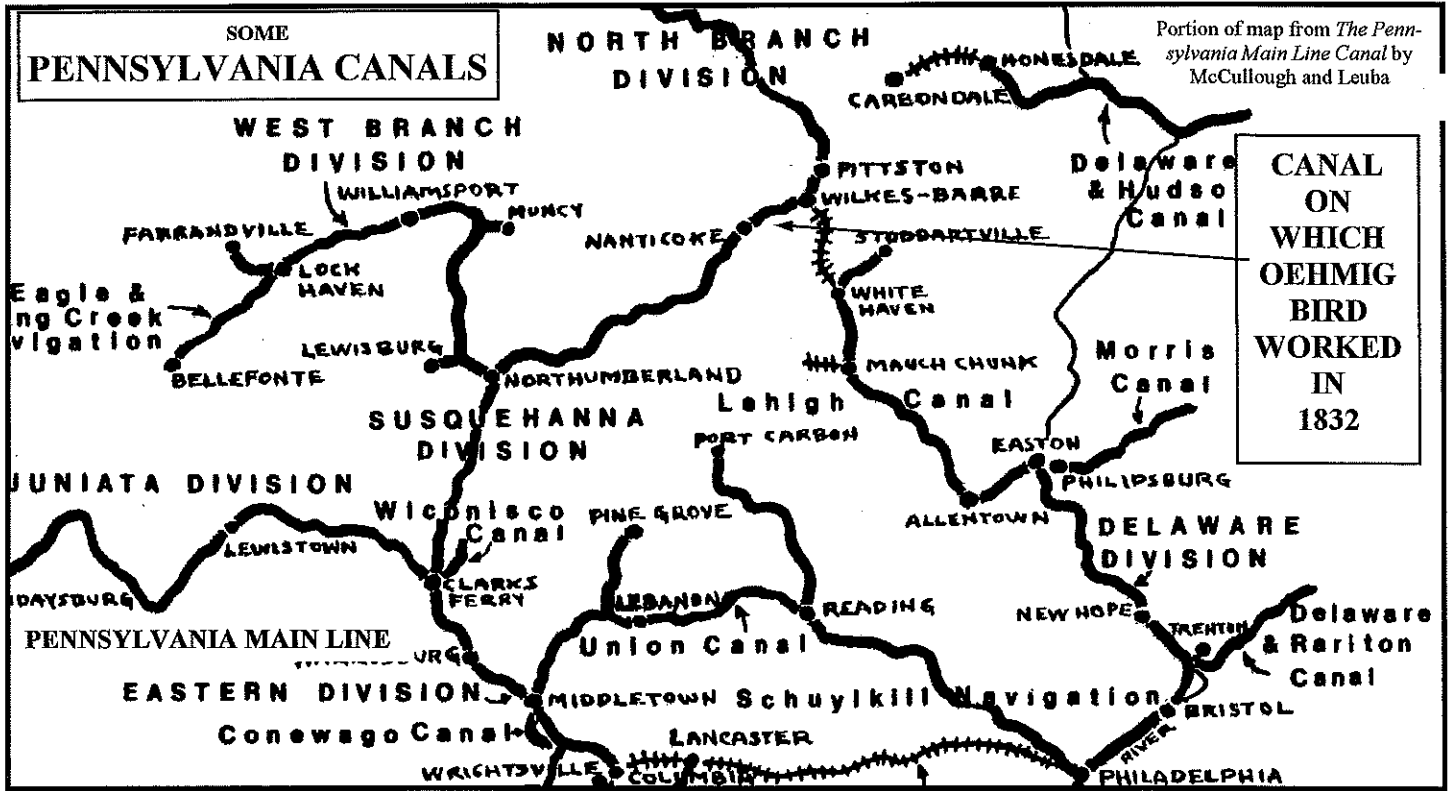 SOME
PENNSYLVANIA CANALS
NORTH BRANCH
DIVISION
Portion of map from The Penn-
sylvania Main Line Canal by
McCullough and Leuba
HONESDALE
CARBONDALE
WEST BRANCH
DIVISION
WILLIAMSPORT
MUNCY
FARRANDVILLE
LOCK
HAVEN
Eagle &
ng Creek
vigation
BELLEFONTE
LEWISBURG
NORTHUMBERLAND
PITTSTON
WILKES-BARRE
NANTICOKE
STODDARTVILLE
WHITE
HAVEN
MAUCH CHUNK
Delaware
& Hudso
Canal
CANAL
ON
WHICH
OEHMIG
BIRD
WORKED
IN
1832
Morris
Canal
Lehigh Canal
SUSQUEHANNA
DIVISION
PORT CARBON
EASTON
PHILIPSBURG
ALLENTOWN
JUNIATA DIVISION
LEWISTOWN
Wiconisco
Canal
PINE GROVE
DELAWARE
DIVISION
CLARKS
FERRY
IDAYSBURG
LEBANON
READING
NEW HOPE
TRENTON
Delaware
& Rariton
Canal
PENNSYLVANIA MAIN LINE
URG
Union Canal
EASTERN DIVISION
MIDDLETOWN
Schuylkill Navigation
BRISTOL
Conewago Canal
LANCASTER
RIVER
WRIGHTSVILLE
COLUMBIA
PHILADELPHIA